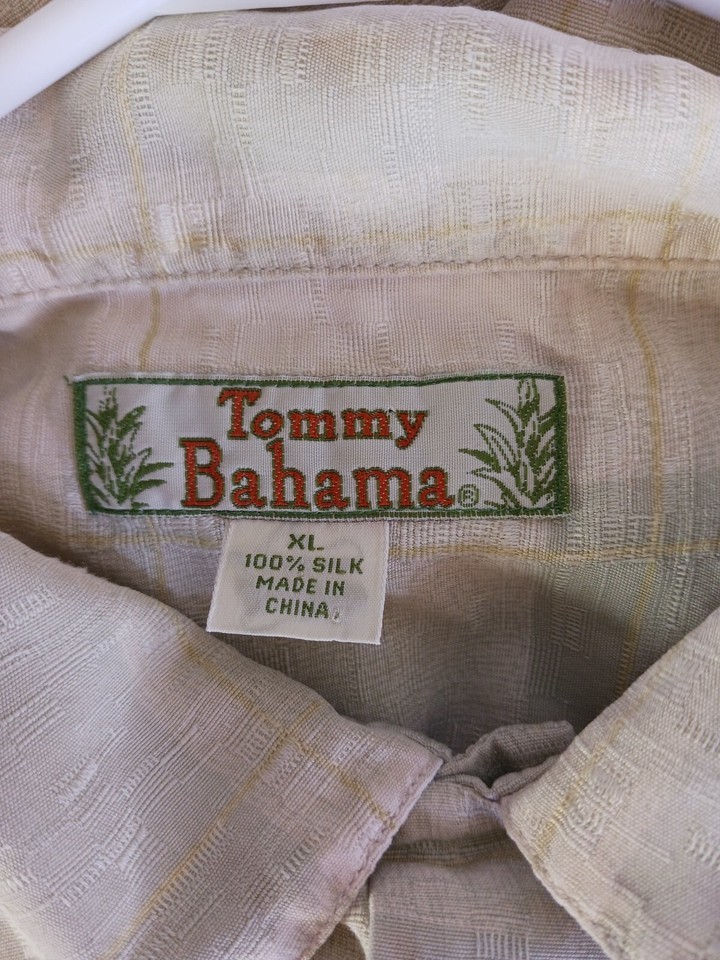 Tommy
Bahama®
XL
100% SILK
MADE IN
CHINA